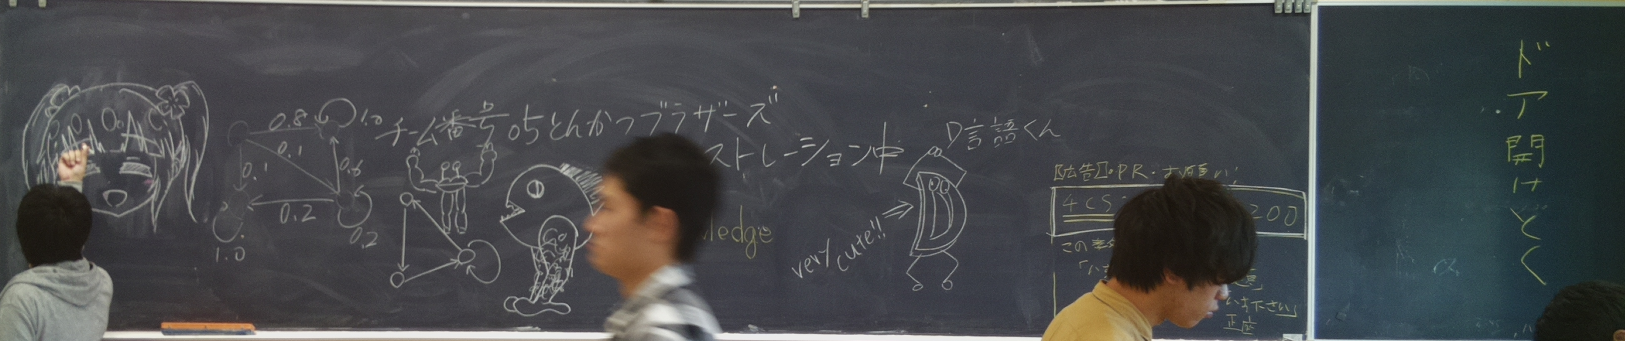 0.8
1.0
0.1
0.1
0.6
0.2
0.2
1.0
チーム番号05とんかつブラザーズ
ストレーション中
ledge
D言語くん
very cute!!
【広告】PR・お願い!
4CS
200
この
下さい」
正座
ドア開けとく